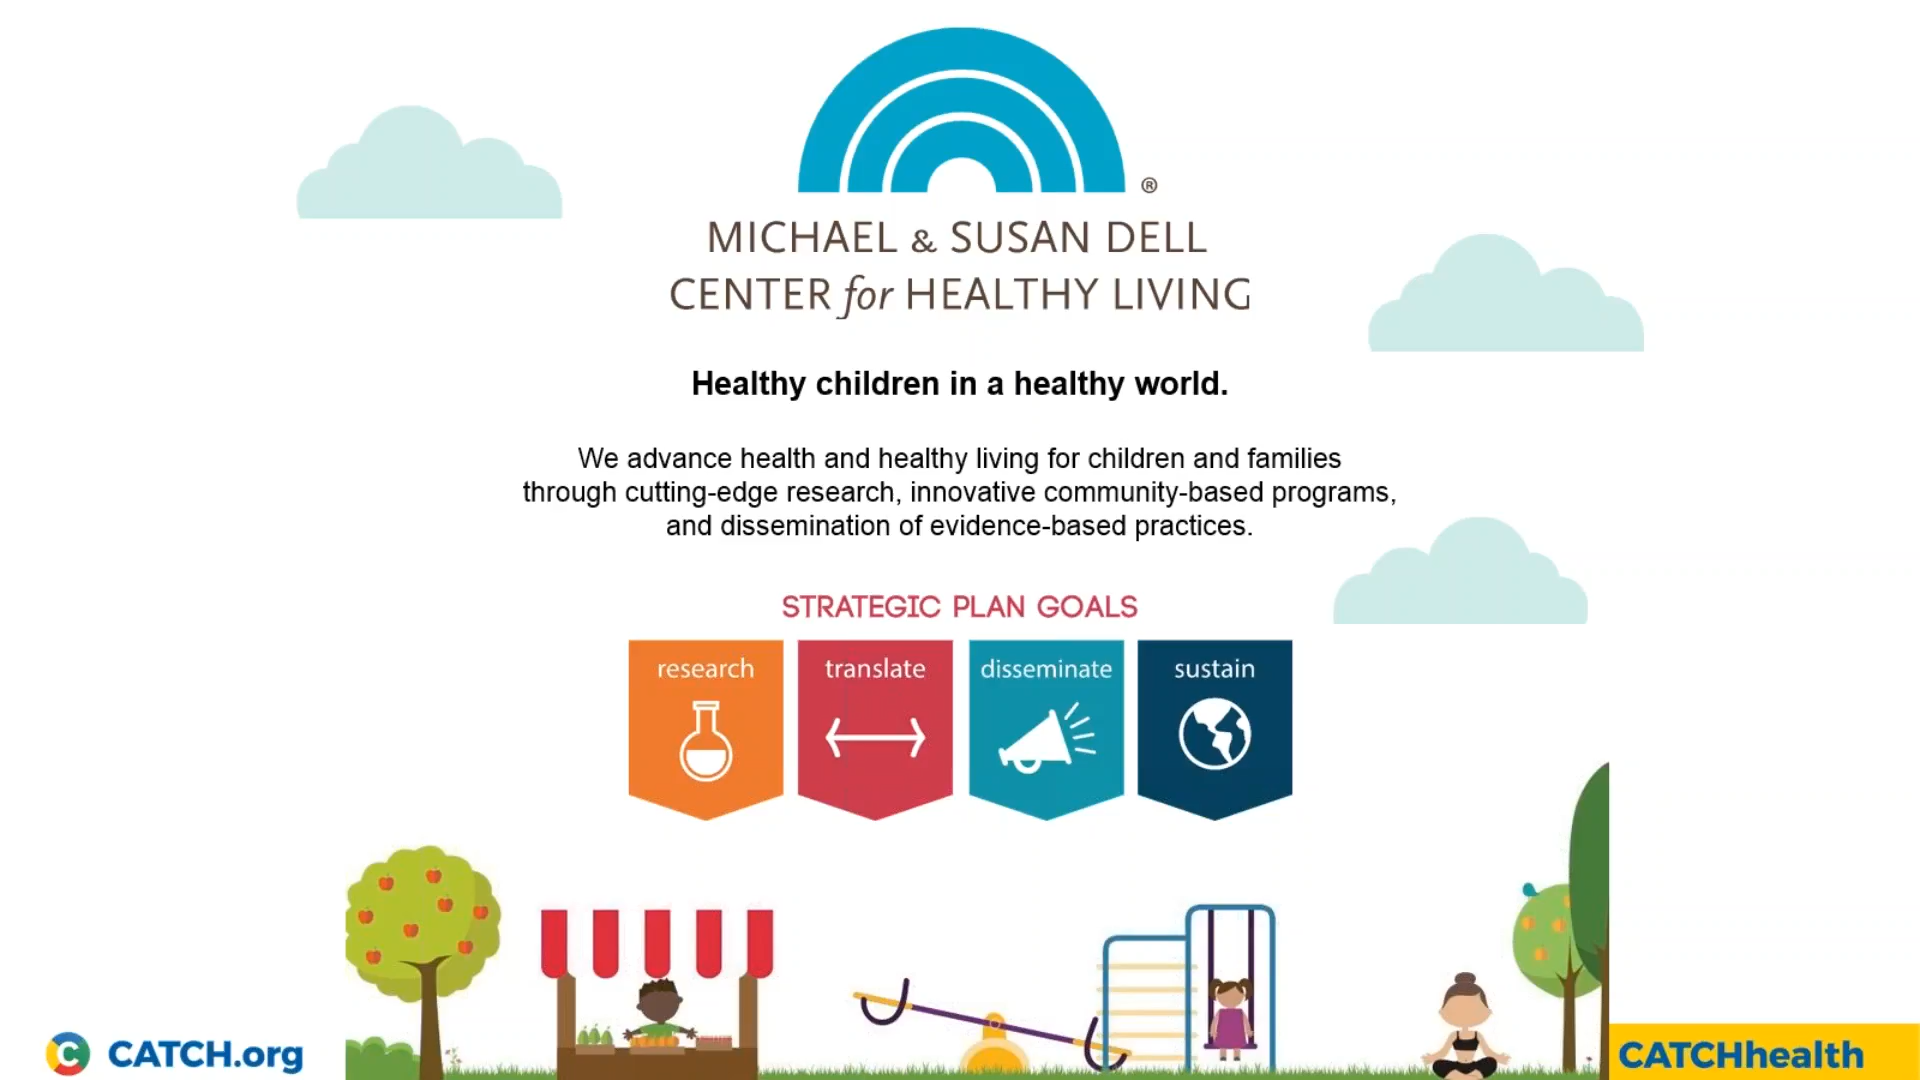 ®
MICHAEL & SUSAN DELL
CENTER for HEALTHY LIVING
Healthy children in a healthy world.
We advance health and healthy living for children and families
through cutting-edge research, innovative community-based programs,
and dissemination of evidence-based practices.
STRATEGIC PLAN GOALS
research translate disseminate sustain
C CATCH.org
CATCHhealth